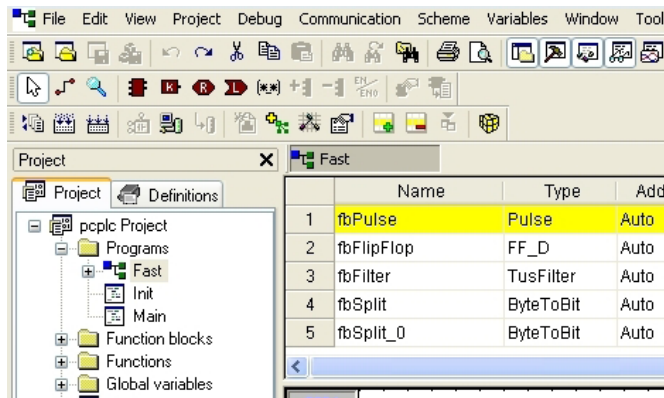 File Edit View Project Debug Communication Scheme Variables Window Tool
EN
ENO
Project
Fast
Project Definitions
Name Type Add
pcplc Project
1 fbPulse Pulse Auto
Programs
2 fbFlipFlop FF_D Auto
Fast
3 fbFilter TusFilter Auto
Init
4 fbSplit ByteToBit Auto
Main
5 fbSplit_0 ByteToBit Auto
Function blocks
Functions
Global variables